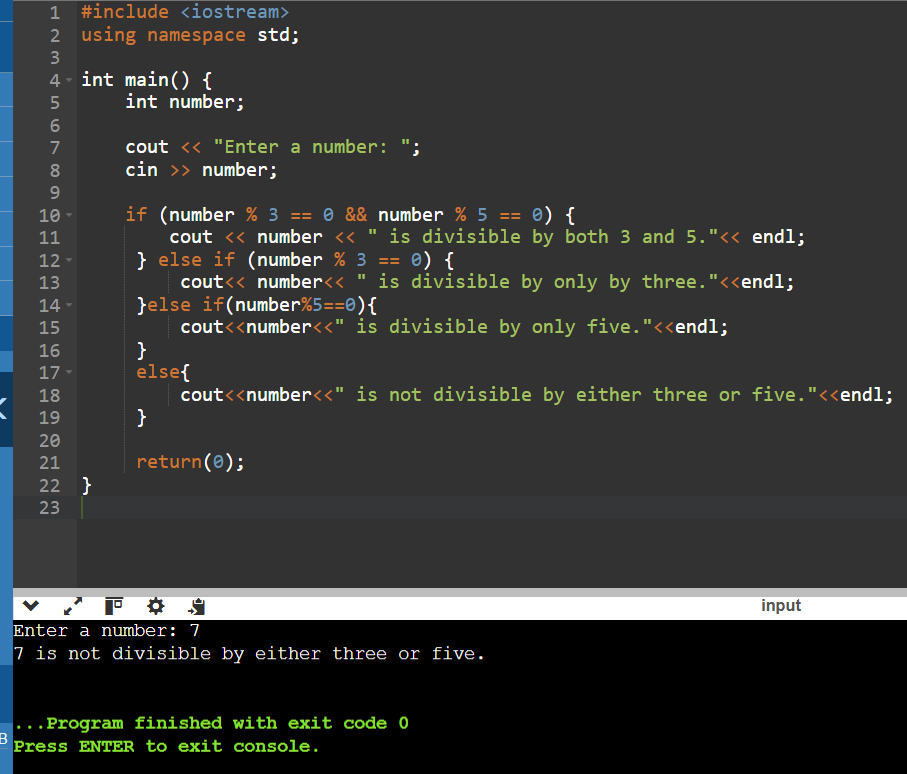 1 #include <iostream>
2 using namespace std;
3
4 int main() {
5     int number;
6
7     cout << "Enter a number: ";
8     cin >> number;
9
10     if (number % 3 == 0 && number % 5 == 0) {
11         cout << number << " is divisible by both 3 and 5."<< endl;
12      } else if (number % 3 == 0) {
13          cout<< number<< " is divisible by only by three."<<endl;
14      }else if(number%5==0){
15          cout<<number<<" is divisible by only five."<<endl;
16      }
17      else{
18          cout<<number<<" is not divisible by either three or five."<<endl;
19      }
20
21      return(0);
22 }
23
input
Enter a number: 7
7 is not divisible by either three or five.
...Program finished with exit code 0
B
Press ENTER to exit console.